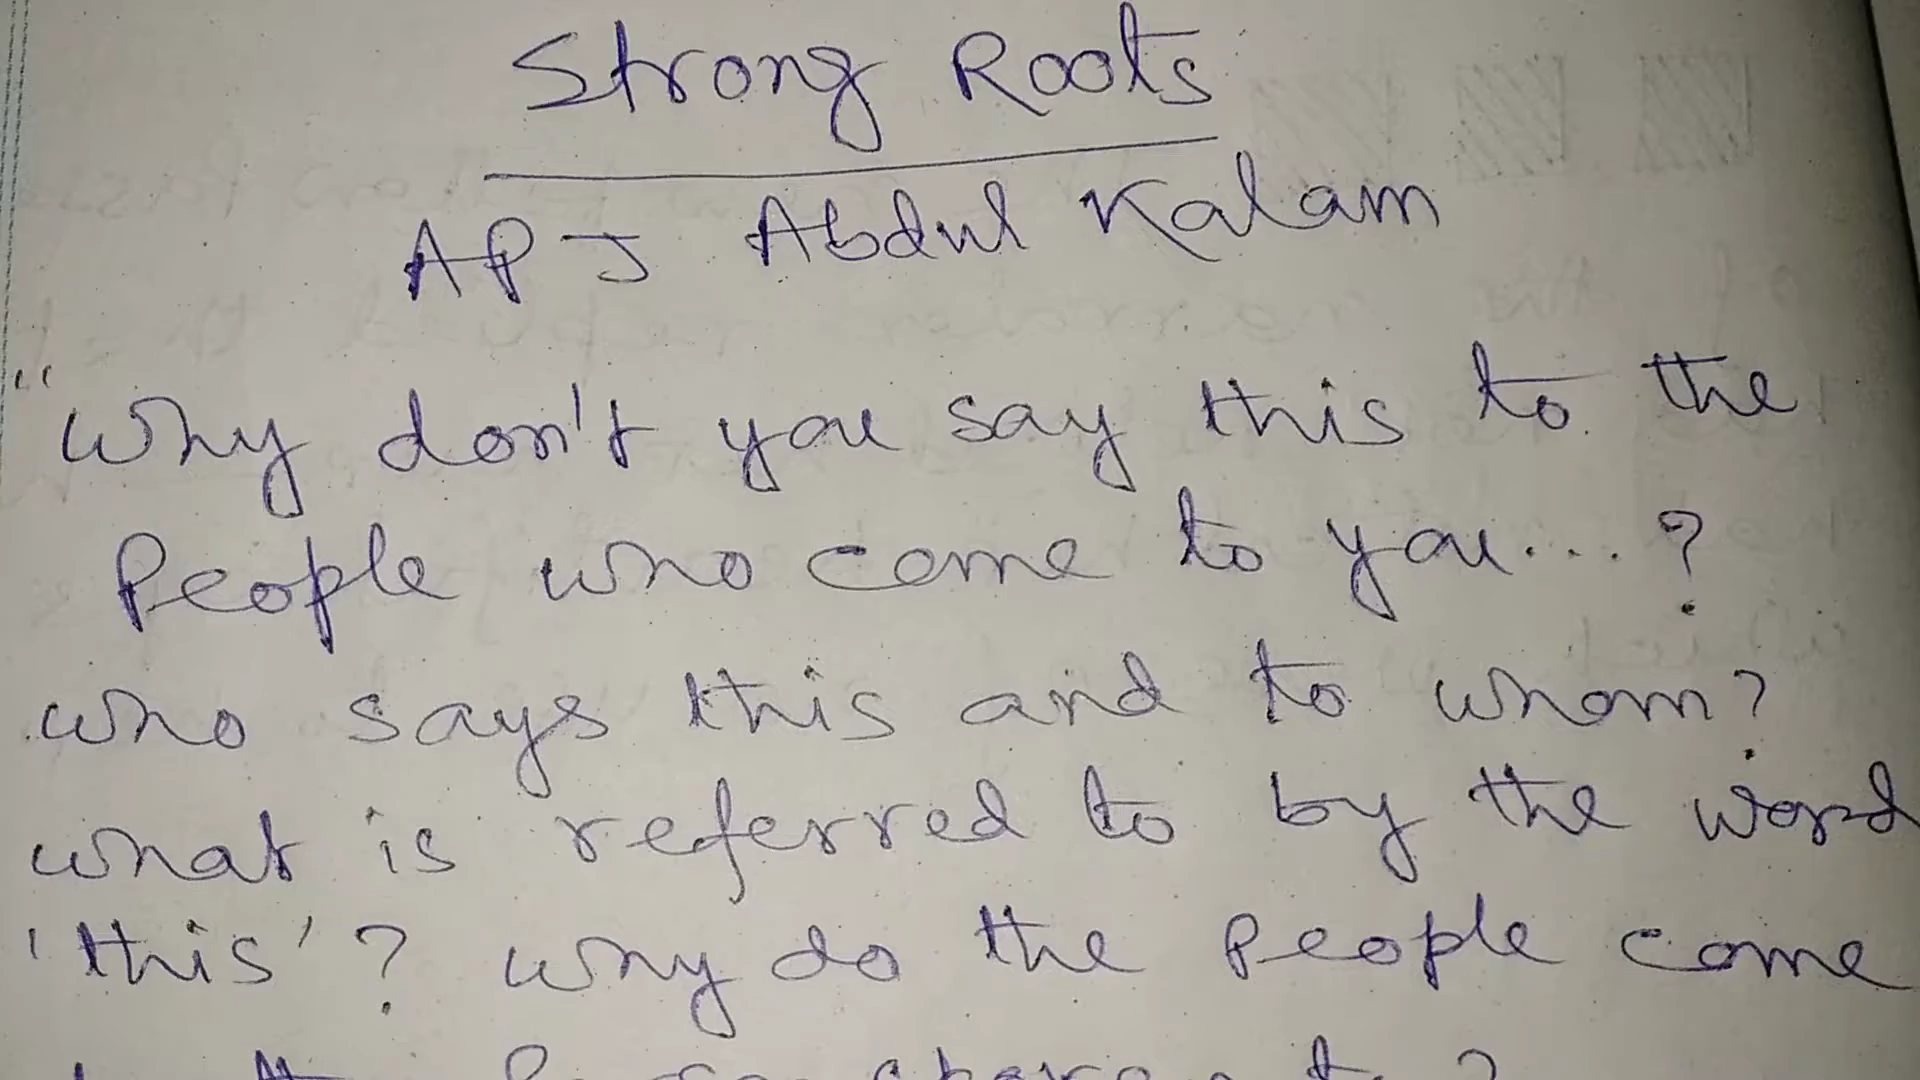 Strong Roots
APJ Abdul Kalam
"Why don't you say this to the
People who come to you...?
who says this and to whom?
what is referred to by the word
'this'? why do the People come